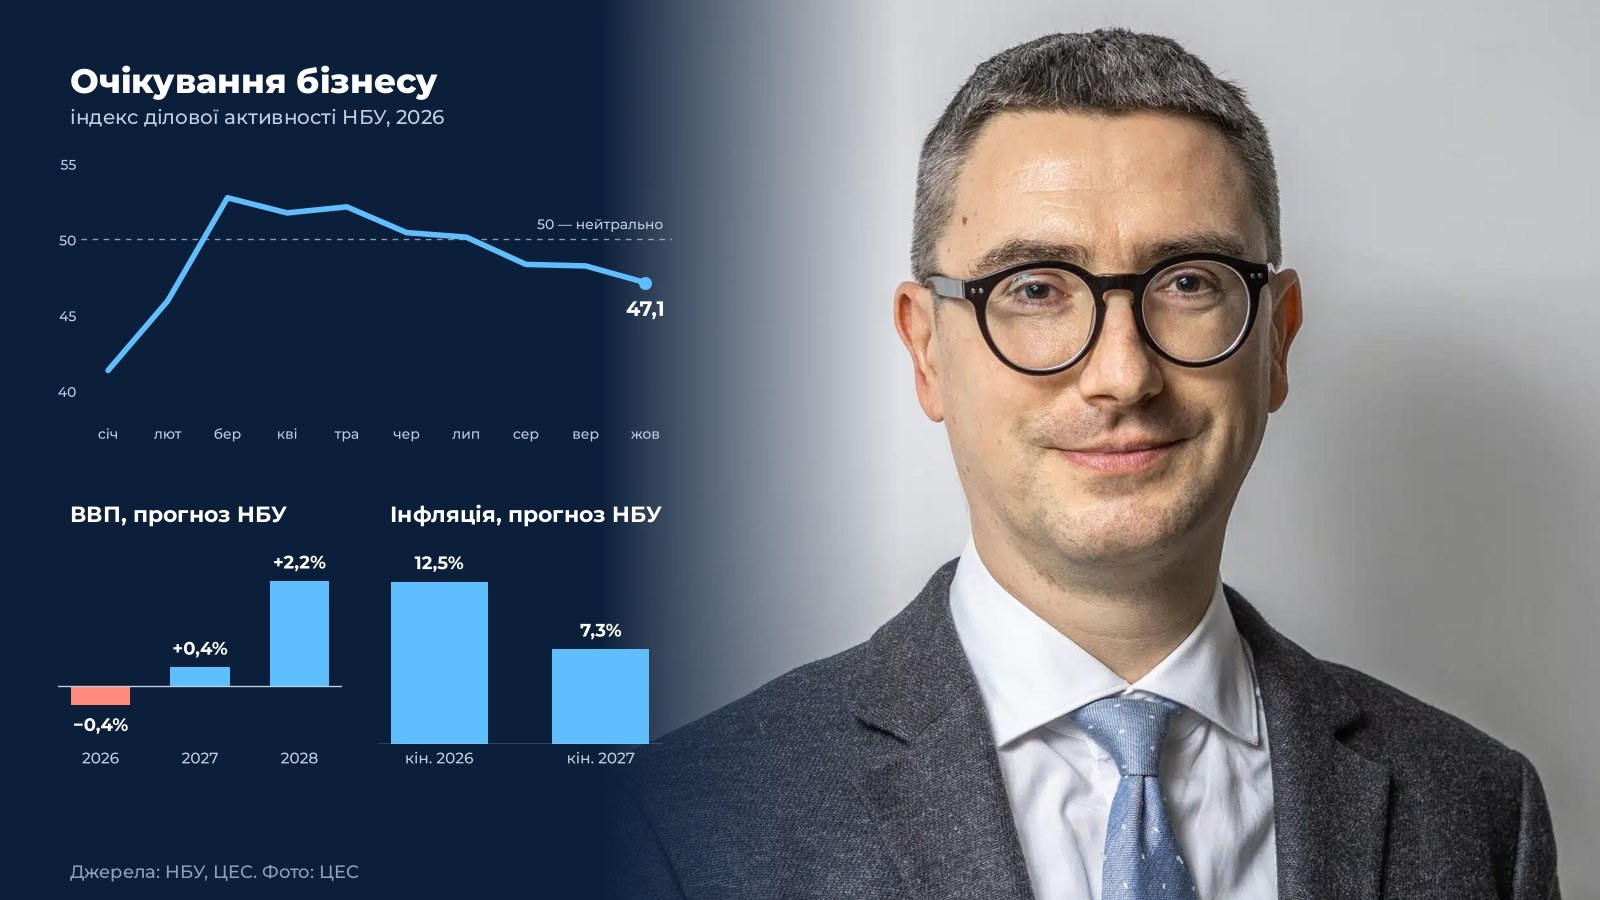 Очікування бізнесу
індекс ділової активності НБУ, 2026
55
50 — нейтрально
50
45
47,1
40
січ лют бер кві тра чер лип сер вер жов
ВВП, прогноз НБУ
+2,2%
+0,4%
−0,4%
2026 2027 2028
Інфляція, прогноз НБУ
12,5%
7,3%
кін. 2026 кін. 2027
Джерела: НБУ, ЦЕС. Фото: ЦЕС